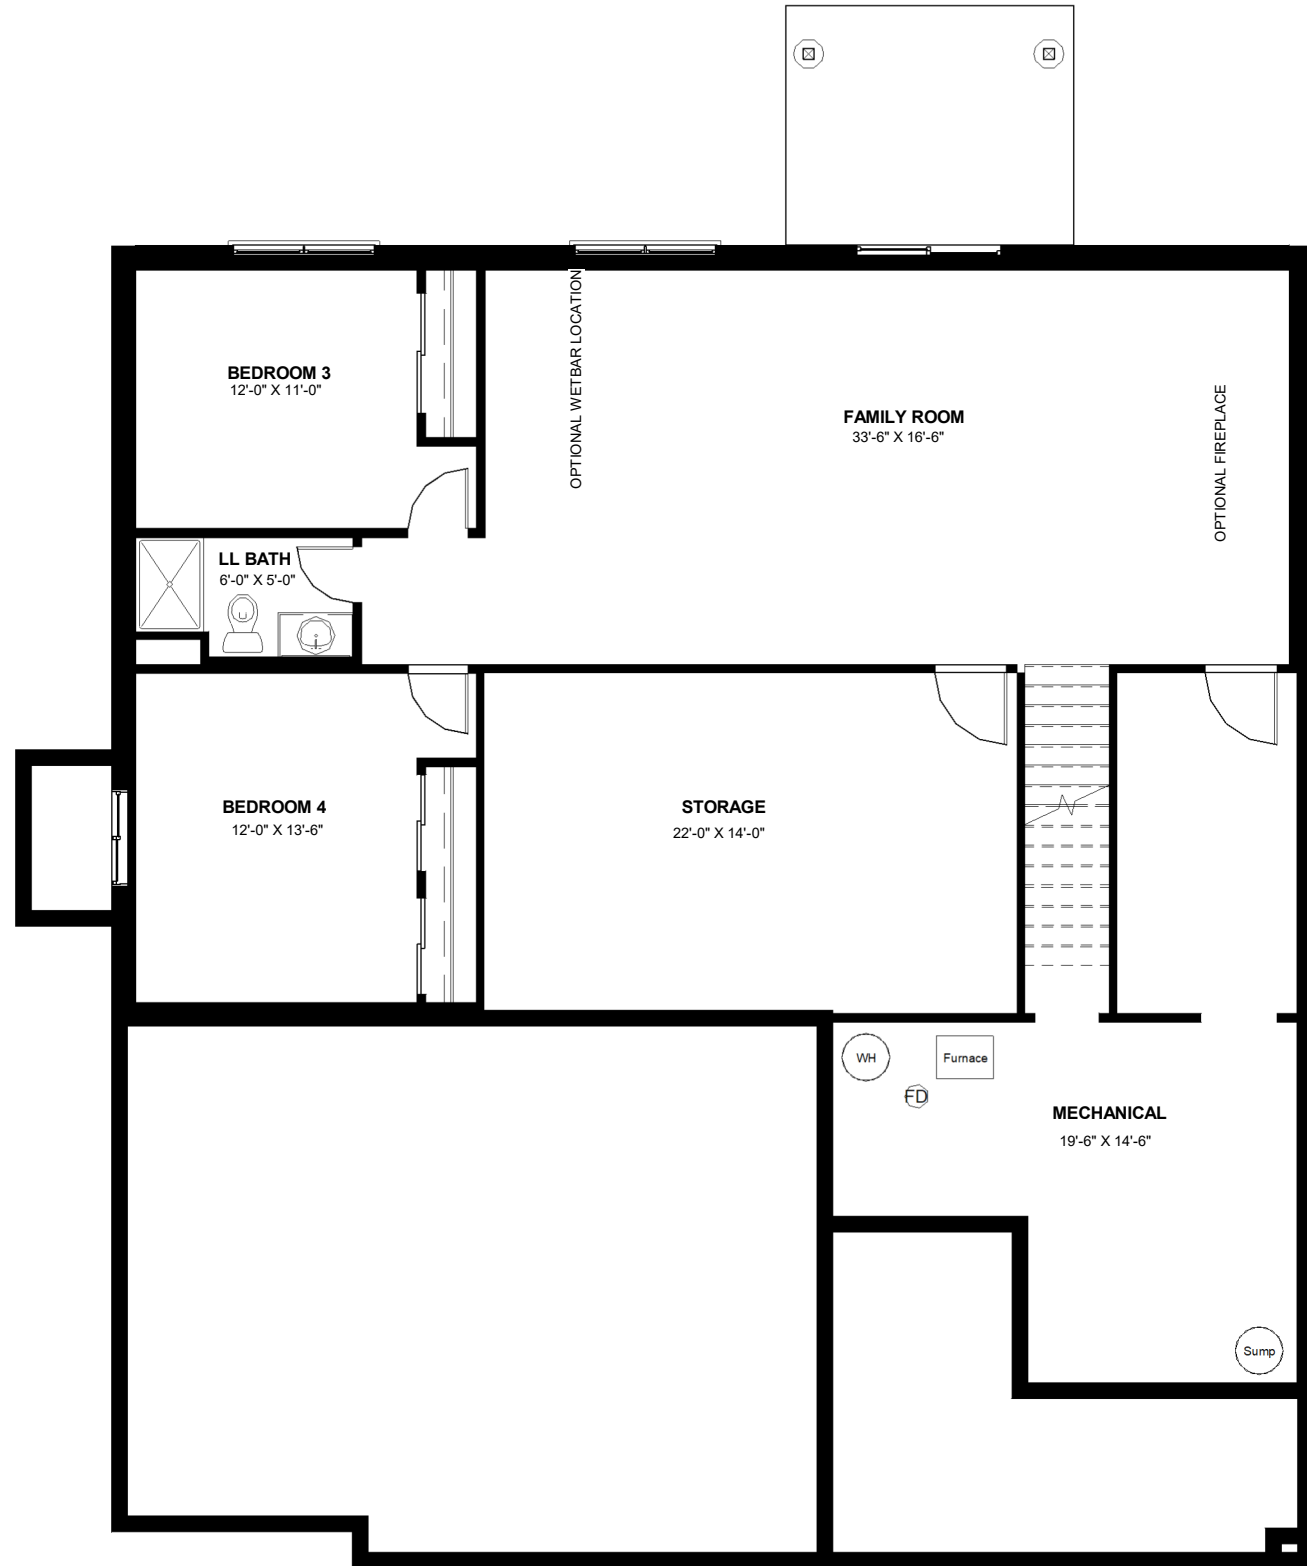 BEDROOM 3
12'-0" X 11'-0"
OPTIONAL WETBAR LOCATION
FAMILY ROOM
33'-6" X 16'-6"
OPTIONAL FIREPLACE
LL BATH
6'-0" X 5'-0"
BEDROOM 4
12'-0" X 13'-6"
STORAGE
22'-0" X 14'-0"
WH
Furnace
FD
MECHANICAL
19'-6" X 14'-6"
Sump